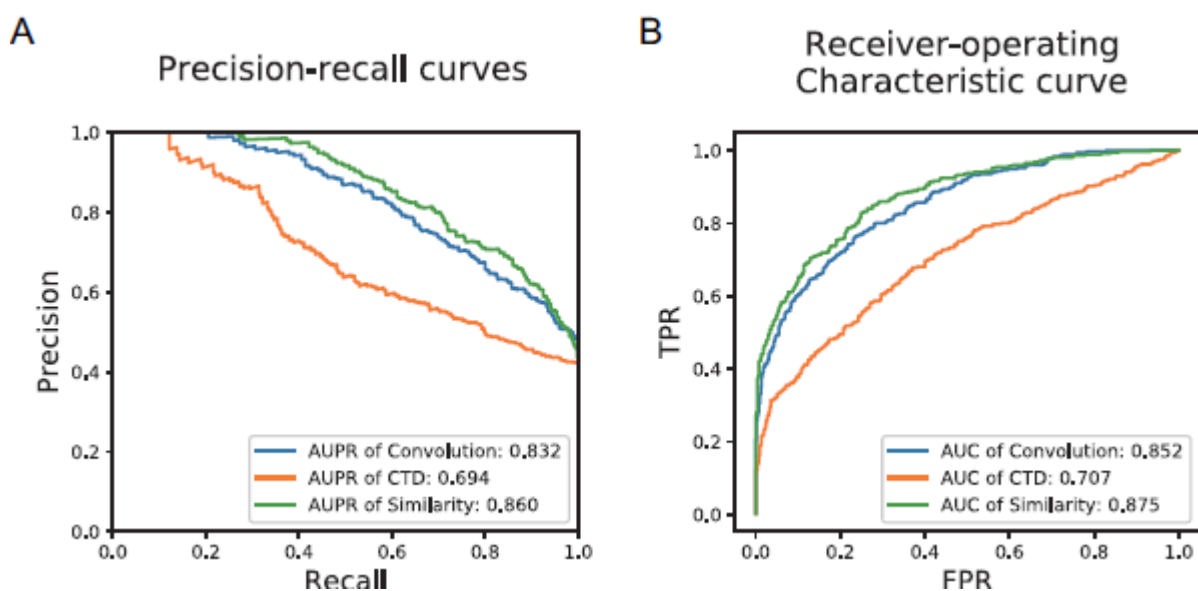 A
Precision-recall curves
1.0
0.8
0.6
0.4
0.2
0.0
Precision
AUPR of Convolution: 0.832
AUPR of CTD: 0.694
AUPR of Similarity: 0.860
0.0 0.2 0.4 0.6 0.8 1.0
Recall
B
Receiver-operating
Characteristic curve
1.0
0.8
0.6
0.4
0.2
0.0
TPR
AUC of Convolution: 0.852
AUC of CTD: 0.707
AUC of Similarity: 0.875
0.0 0.2 0.4 0.6 0.8 1.0
FPR